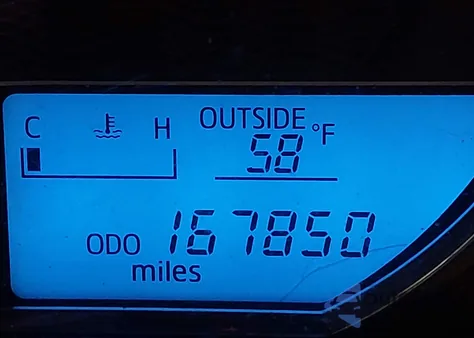 C H OUTSIDE
58 °F
ODO 167850
miles